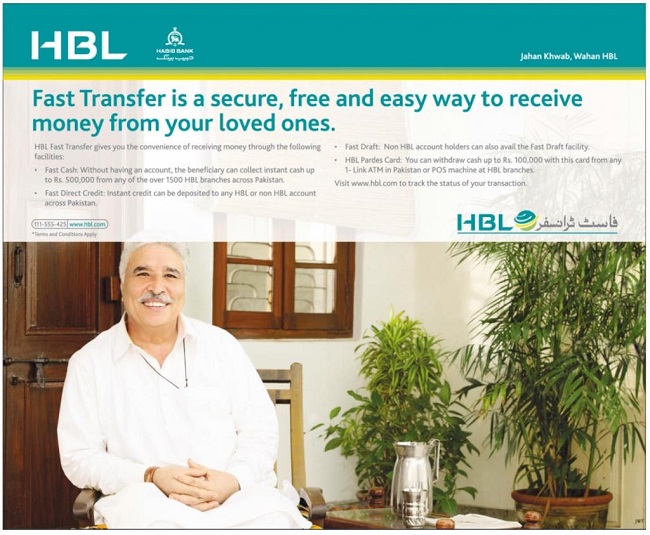 HBL
HABIB BANK
حبیب بینک
Jahan Khwab, Wahan HBL
Fast Transfer is a secure, free and easy way to receive
money from your loved ones.
HBL Fast Transfer gives you the convenience of receiving money through the following
facilities:
• Fast Cash: Without having an account, the beneficiary can collect instant cash up
to Rs. 500,000 from any of the over 1500 HBL branches across Pakistan.
• Fast Direct Credit: Instant credit can be deposited to any HBL or non HBL account
across Pakistan.
• Fast Draft: Non HBL account holders can also avail the Fast Draft facility.
• HBL Pardes Card: You can withdraw cash up to Rs. 100,000 with this card from any
1- Link ATM in Pakistan or POS machine at HBL branches.
Visit www.hbl.com to track the status of your transaction.
111-555-425 | www.hbl.com
*Terms and Conditions Apply
HBL فاسٹ ٹرانسفر
JWT